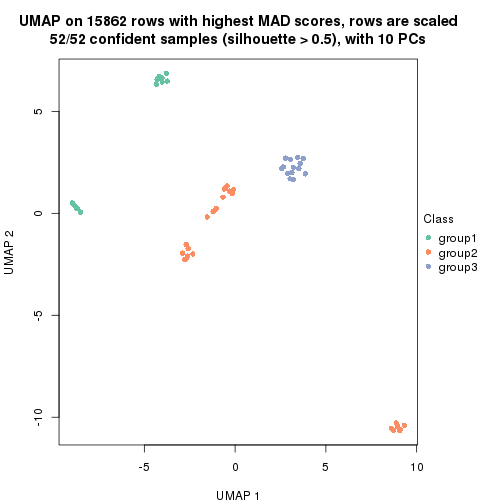 UMAP on 15862 rows with highest MAD scores, rows are scaled
52/52 confident samples (silhouette > 0.5), with 10 PCs
5
0
-5
-10
UMAP 2
-5
0
5
10
UMAP 1
Class
group1
group2
group3